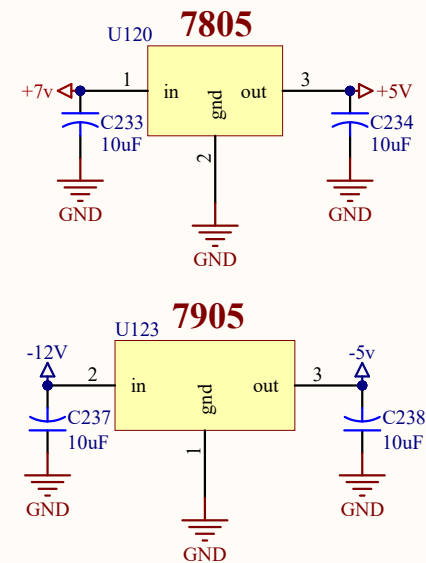 7805
U120
+7v
1
in
gnd
out
3
+5V
C233
10uF
2
C234
10uF
GND
GND
GND
7905
U123
-12V
2
in
gnd
out
3
-5v
C237
10uF
1
C238
10uF
GND
GND
GND